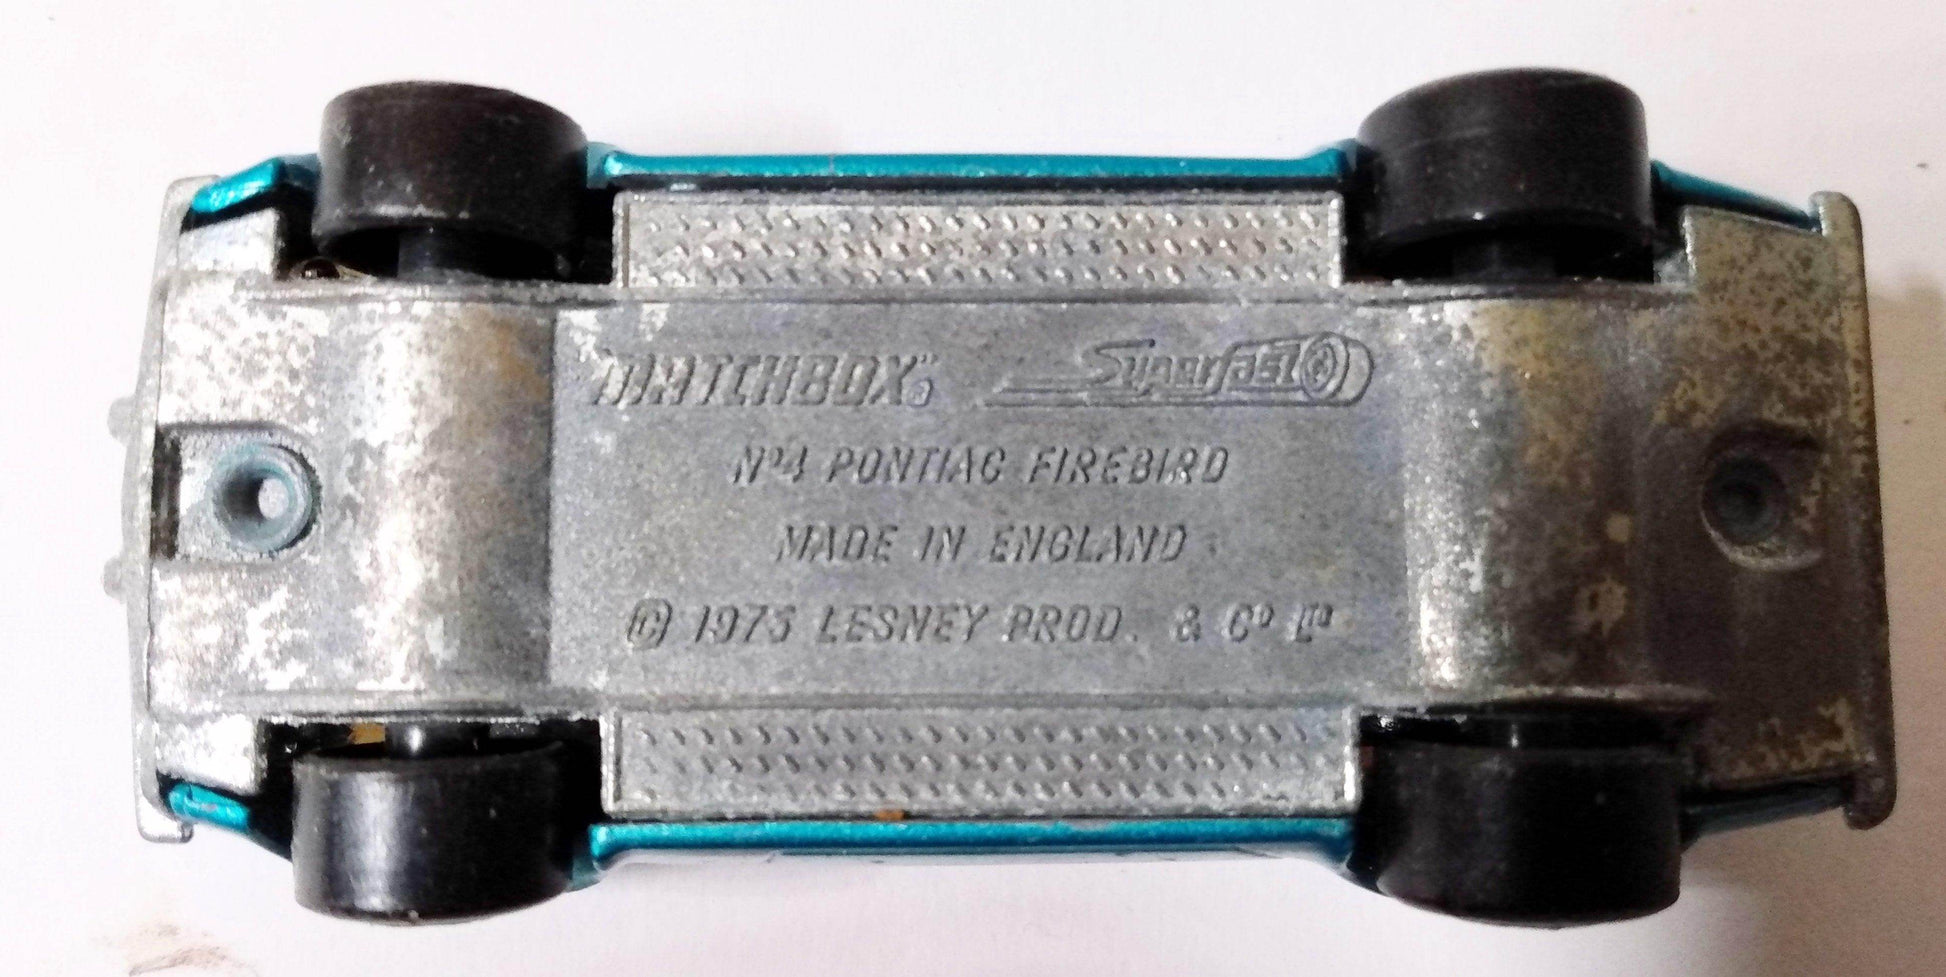 "MATCHBOX" Superfast
Nº4 PONTIAC FIREBIRD
MADE IN ENGLAND
© 1975 LESNEY PROD. & Cº Lᵀᴰ